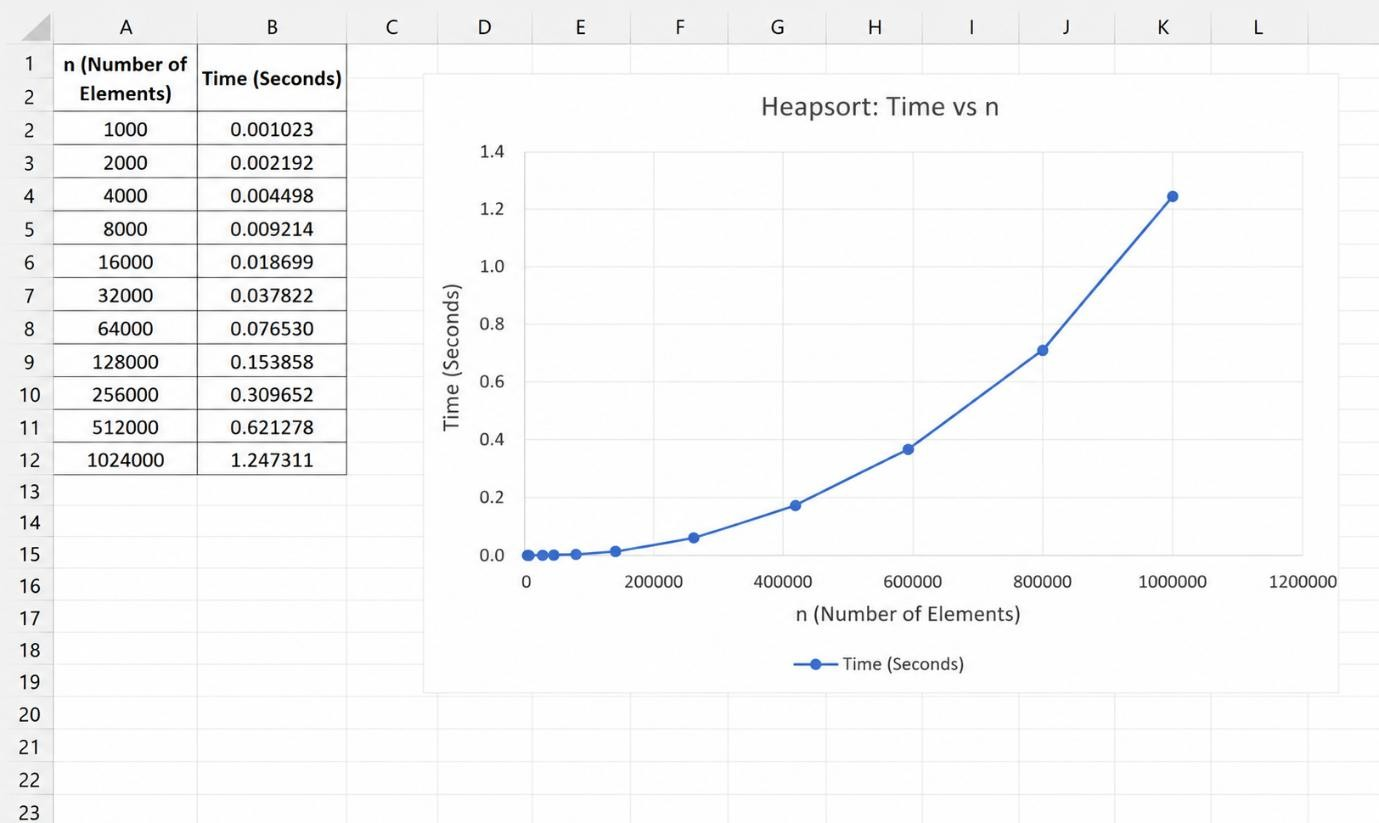 A B C D E F G H I J K L
1 n (Number of Time (Seconds)
2 Elements)
2 1000 0.001023
3 2000 0.002192
4 4000 0.004498
5 8000 0.009214
6 16000 0.018699
7 32000 0.037822
8 64000 0.076530
9 128000 0.153858
10 256000 0.309652
11 512000 0.621278
12 1024000 1.247311
13
14
15
16
17
18
19
20
21
22
23
Heapsort: Time vs n
1.4
1.2
1.0
0.8
0.6
0.4
0.2
0.0
Time (Seconds)
0 200000 400000 600000 800000 1000000 1200000
n (Number of Elements)
Time (Seconds)